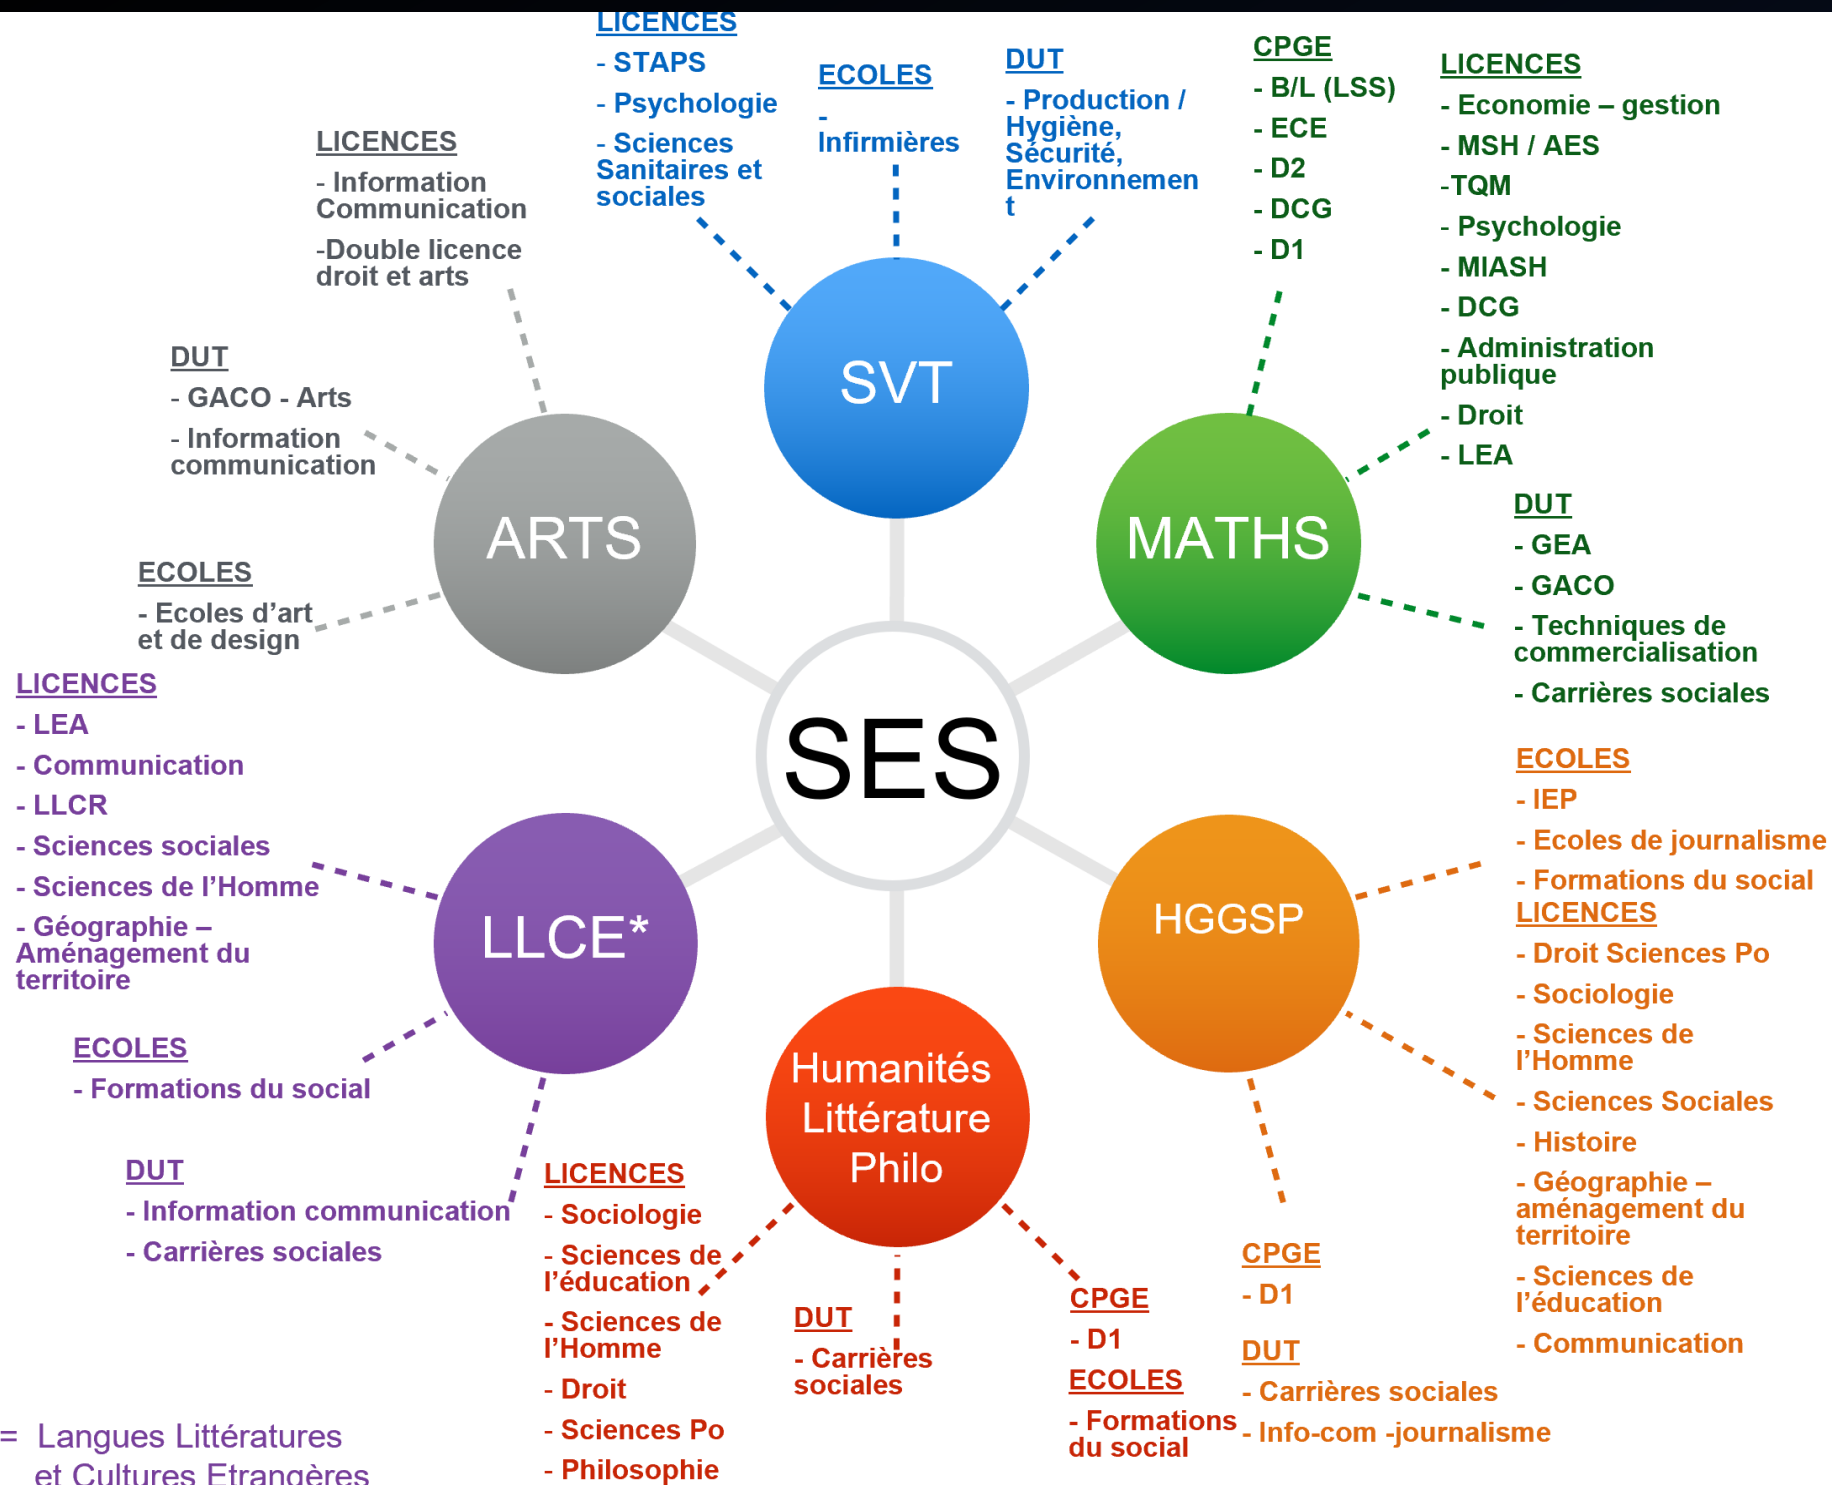 LICENCES
- STAPS
- Psychologie
- Sciences
Sanitaires et
sociales
ECOLES
-
Infirmières
DUT
- Production /
Hygiène,
Sécurité,
Environnemen
t
CPGE
- B/L (LSS)
- ECE
- D2
- DCG
- D1
LICENCES
- Economie – gestion
- MSH / AES
-TQM
- Psychologie
- MIASH
- DCG
- Administration
publique
- Droit
- LEA
DUT
- GEA
- GACO
- Techniques de
commercialisation
- Carrières sociales
LICENCES
- Information
Communication
-Double licence
droit et arts
DUT
- GACO - Arts
- Information
communication
ECOLES
- Ecoles d’art
et de design
SVT
ARTS
MATHS
SES
LLCE*
HGGSP
Humanités
Littérature
Philo
LICENCES
- LEA
- Communication
- LLCR
- Sciences sociales
- Sciences de l’Homme
- Géographie –
Aménagement du
territoire
ECOLES
- Formations du social
DUT
- Information communication
- Carrières sociales
ECOLES
- IEP
- Ecoles de journalisme
- Formations du social
LICENCES
- Droit Sciences Po
- Sociologie
- Sciences de
l’Homme
- Sciences Sociales
- Histoire
- Géographie –
aménagement du
territoire
- Sciences de
l’éducation
- Communication
CPGE
- D1
DUT
- Carrières sociales
- Info-com -journalisme
LICENCES
- Sociologie
- Sciences de
l’éducation
- Sciences de
l’Homme
- Droit
- Sciences Po
- Philosophie
DUT
- Carrières
sociales
CPGE
- D1
ECOLES
- Formations
du social
= Langues Littératures
et Cultures Etrangères